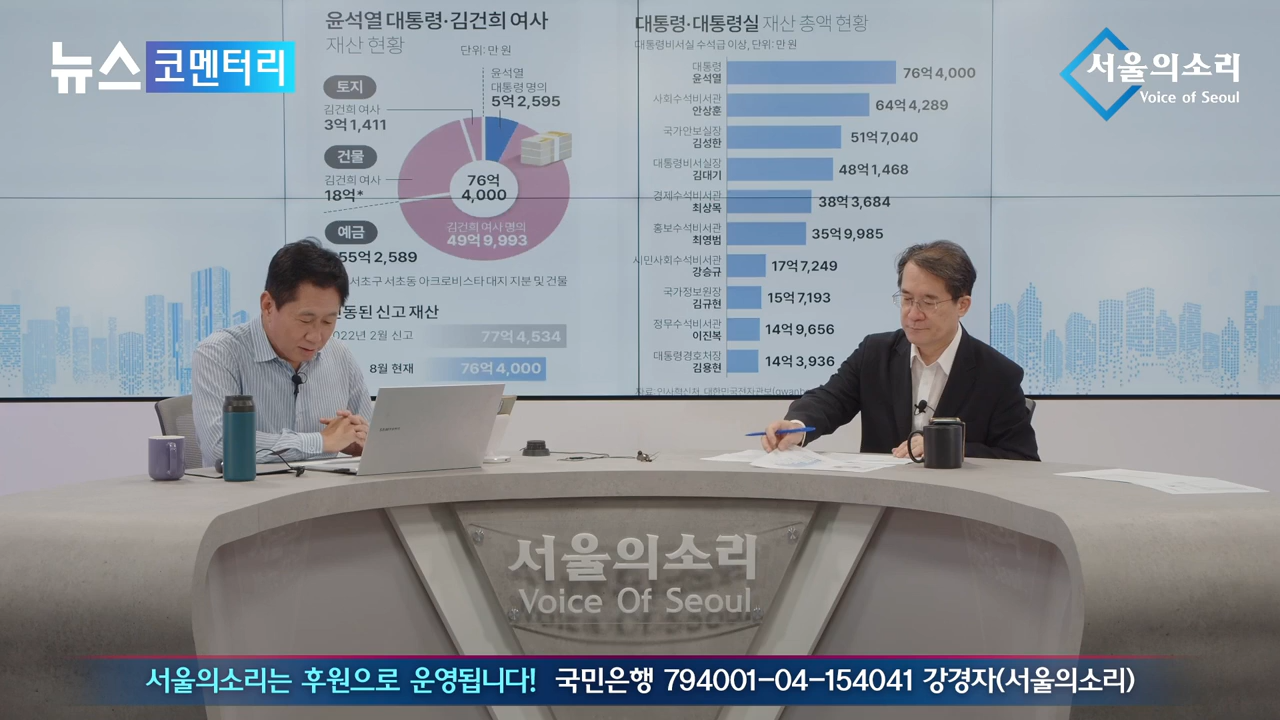 뉴스 코멘터리
서울의소리
Voice of Seoul
윤석열 대통령·김건희 여사
재산 현황
단위: 만 원
토지
김건희 여사
3억 1,411
건물
김건희 여사
18억*
예금
55억 2,589
윤석열
대통령 명의
5억 2,595
76억
4,000
김건희 여사 명의
49억 9,993
서초구 서초동 아크로비스타 대지 지분 및 건물
동된 신고 재산
2022년 2월 신고
77억 4,534
8월 현재
76억 4,000
대통령·대통령실 재산 총액 현황
대통령비서실 수석급 이상, 단위: 만 원
대통령
윤석열
76억 4,000
사회수석비서관
안상훈
64억 4,289
국가안보실장
김성한
51억 7,040
대통령비서실장
김대기
48억 1,468
경제수석비서관
최상목
38억 3,684
홍보수석비서관
최영범
35억 9,985
시민사회수석비서관
강승규
17억 7,249
국가정보원장
김규현
15억 7,193
정무수석비서관
이진복
14억 9,656
대통령경호처장
김용현
14억 3,936
자료: 인사혁신처, 대한민국전자관보
서울의소리
Voice Of Seoul
서울의소리는 후원으로 운영됩니다! 국민은행 794001-04-154041 강경자(서울의소리)